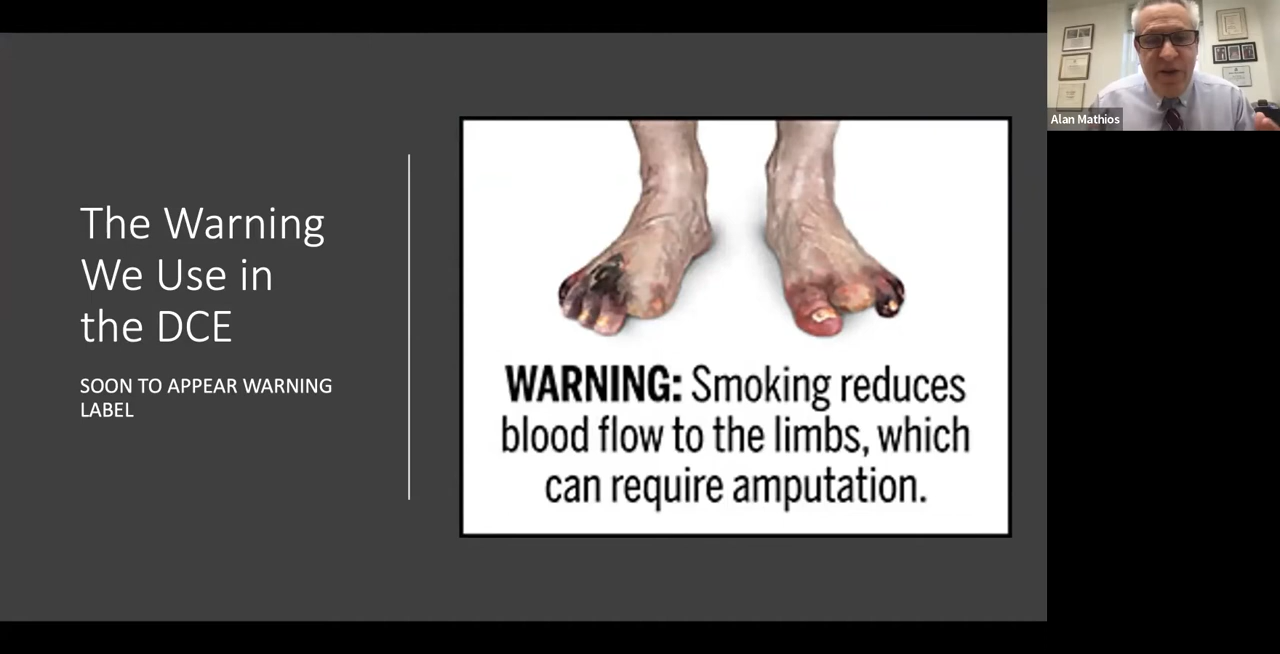 The Warning
We Use in
the DCE
SOON TO APPEAR WARNING
LABEL
WARNING: Smoking reduces
blood flow to the limbs, which
can require amputation.
Alan Mathios